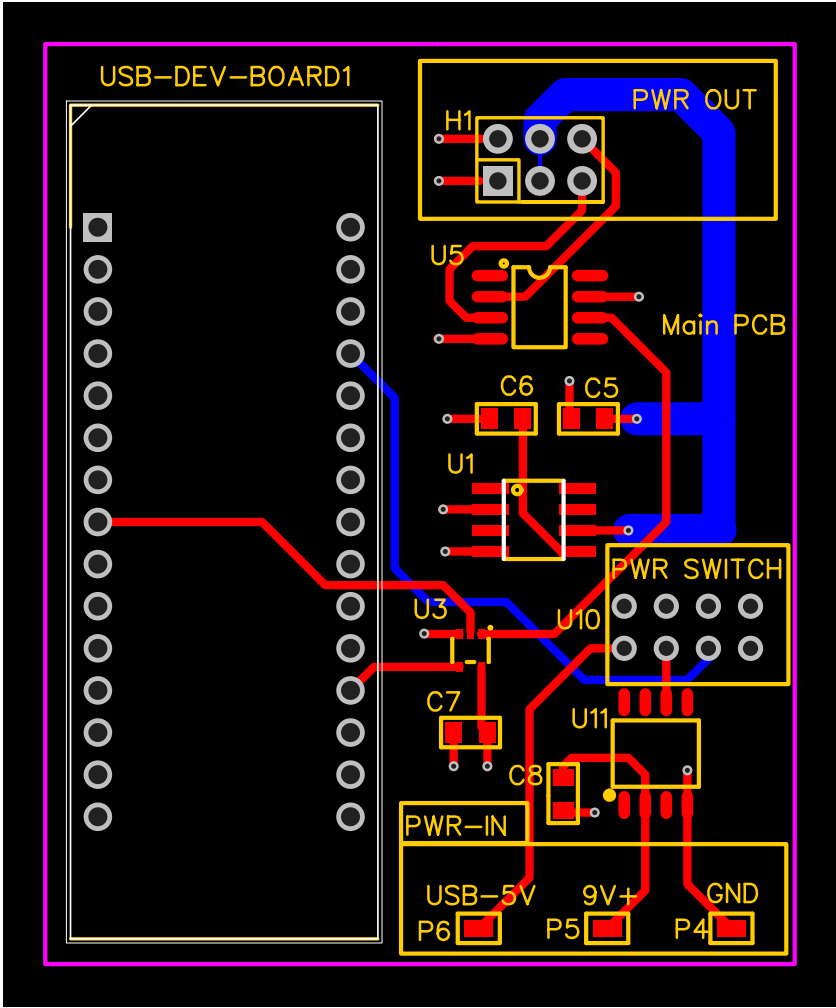 USB-DEV-BOARD1
PWR OUT
H1
U5
Main PCB
C6
C5
U1
PWR SWITCH
U3
U10
C7
U11
C8
PWR-IN
USB-5V
9V+
GND
P6
P5
P4